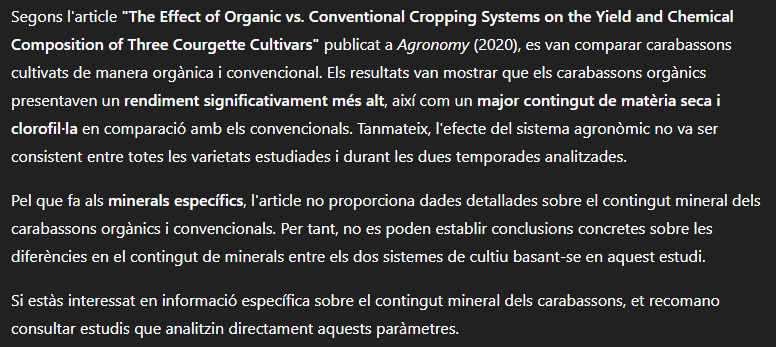 Segons l'article "The Effect of Organic vs. Conventional Cropping Systems on the Yield and Chemical
Composition of Three Courgette Cultivars" publicat a Agronomy (2020), es van comparar carabassons
cultivats de manera orgànica i convencional. Els resultats van mostrar que els carabassons orgànics
presentaven un rendiment significativament més alt, així com un major contingut de matèria seca i
clorofil·la en comparació amb els convencionals. Tanmateix, l'efecte del sistema agronòmic no va ser
consistent entre totes les varietats estudiades i durant les dues temporades analitzades.
Pel que fa als minerals específics, l'article no proporciona dades detallades sobre el contingut mineral dels
carabassons orgànics i convencionals. Per tant, no es poden establir conclusions concretes sobre les
diferències en el contingut de minerals entre els dos sistemes de cultiu basant-se en aquest estudi.
Si estàs interessat en informació específica sobre el contingut mineral dels carabassons, et recomano
consultar estudis que analitzin directament aquests paràmetres.